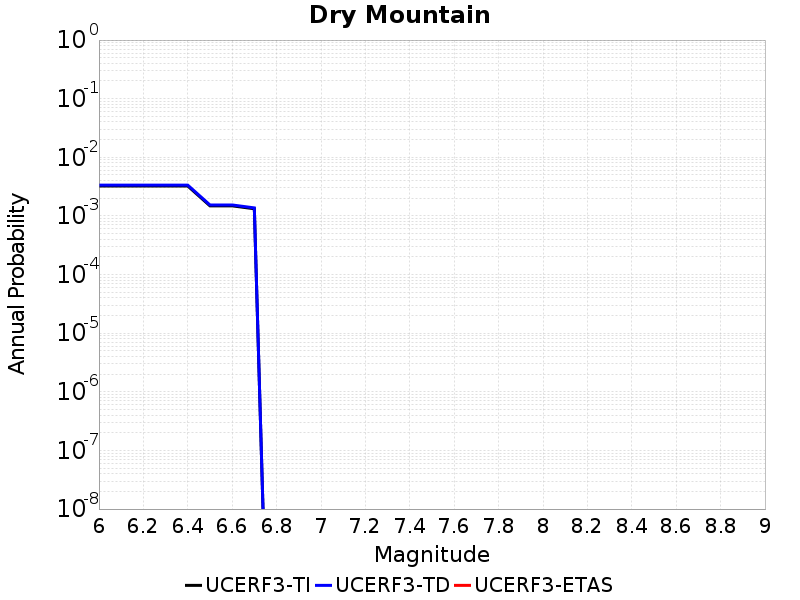 Dry Mountain
10^0
10^-1
10^-2
10^-3
10^-4
10^-5
10^-6
10^-7
10^-8
Annual Probability
6 6.2 6.4 6.6 6.8 7 7.2 7.4 7.6 7.8 8 8.2 8.4 8.6 8.8 9
Magnitude
UCERF3-TI UCERF3-TD UCERF3-ETAS